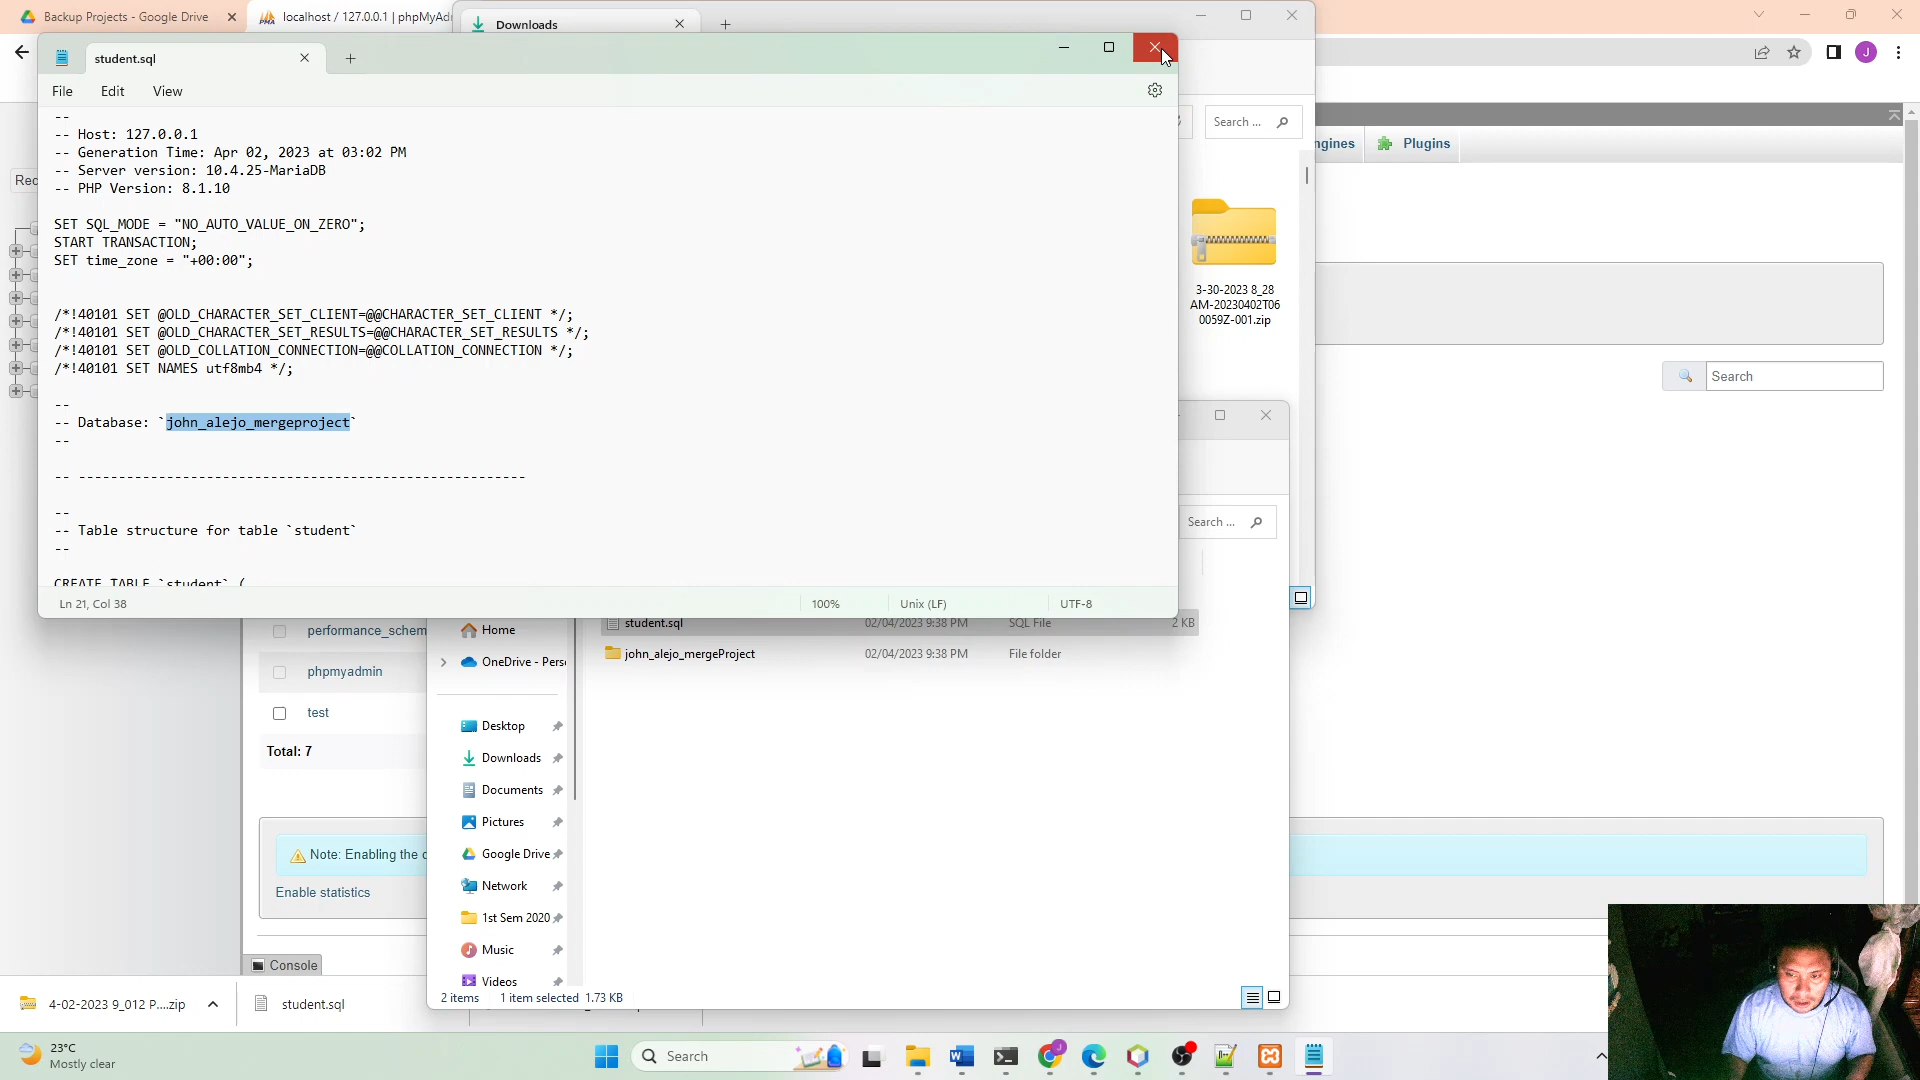 Backup Projects - Google Drive
localhost / 127.0.0.1 | phpMyAd
Downloads
student.sql
File Edit View
--
-- Host: 127.0.0.1
-- Generation Time: Apr 02, 2023 at 03:02 PM
-- Server version: 10.4.25-MariaDB
-- PHP Version: 8.1.10
SET SQL_MODE = "NO_AUTO_VALUE_ON_ZERO";
START TRANSACTION;
SET time_zone = "+00:00";
/*!40101 SET @OLD_CHARACTER_SET_CLIENT=@@CHARACTER_SET_CLIENT */;
/*!40101 SET @OLD_CHARACTER_SET_RESULTS=@@CHARACTER_SET_RESULTS */;
/*!40101 SET @OLD_COLLATION_CONNECTION=@@COLLATION_CONNECTION */;
/*!40101 SET NAMES utf8mb4 */;
--
-- Database: `john_alejo_mergeproject`
--
-- --------------------------------------------------------
--
-- Table structure for table `student`
--
CREATE TABLE `student` (
Ln 21, Col 38 100% Unix (LF) UTF-8
J
Search ...
ngines Plugins
Rec
3-30-2023 8_28
AM-20230402T06
0059Z-001.zip
Search
Search ...
student.sql 02/04/2023 9:38 PM SQL File 2 KB
john_alejo_mergeProject 02/04/2023 9:38 PM File folder
performance_schem
phpmyadmin
test
Total: 7
Home
OneDrive - Perso
Desktop
Downloads
Documents
Pictures
Google Drive
Network
1st Sem 2020
Music
Videos
2 items 1 item selected 1.73 KB
Note: Enabling the d
Enable statistics
Console
4-02-2023 9_012 P....zip
student.sql
23°C
Mostly clear
Search